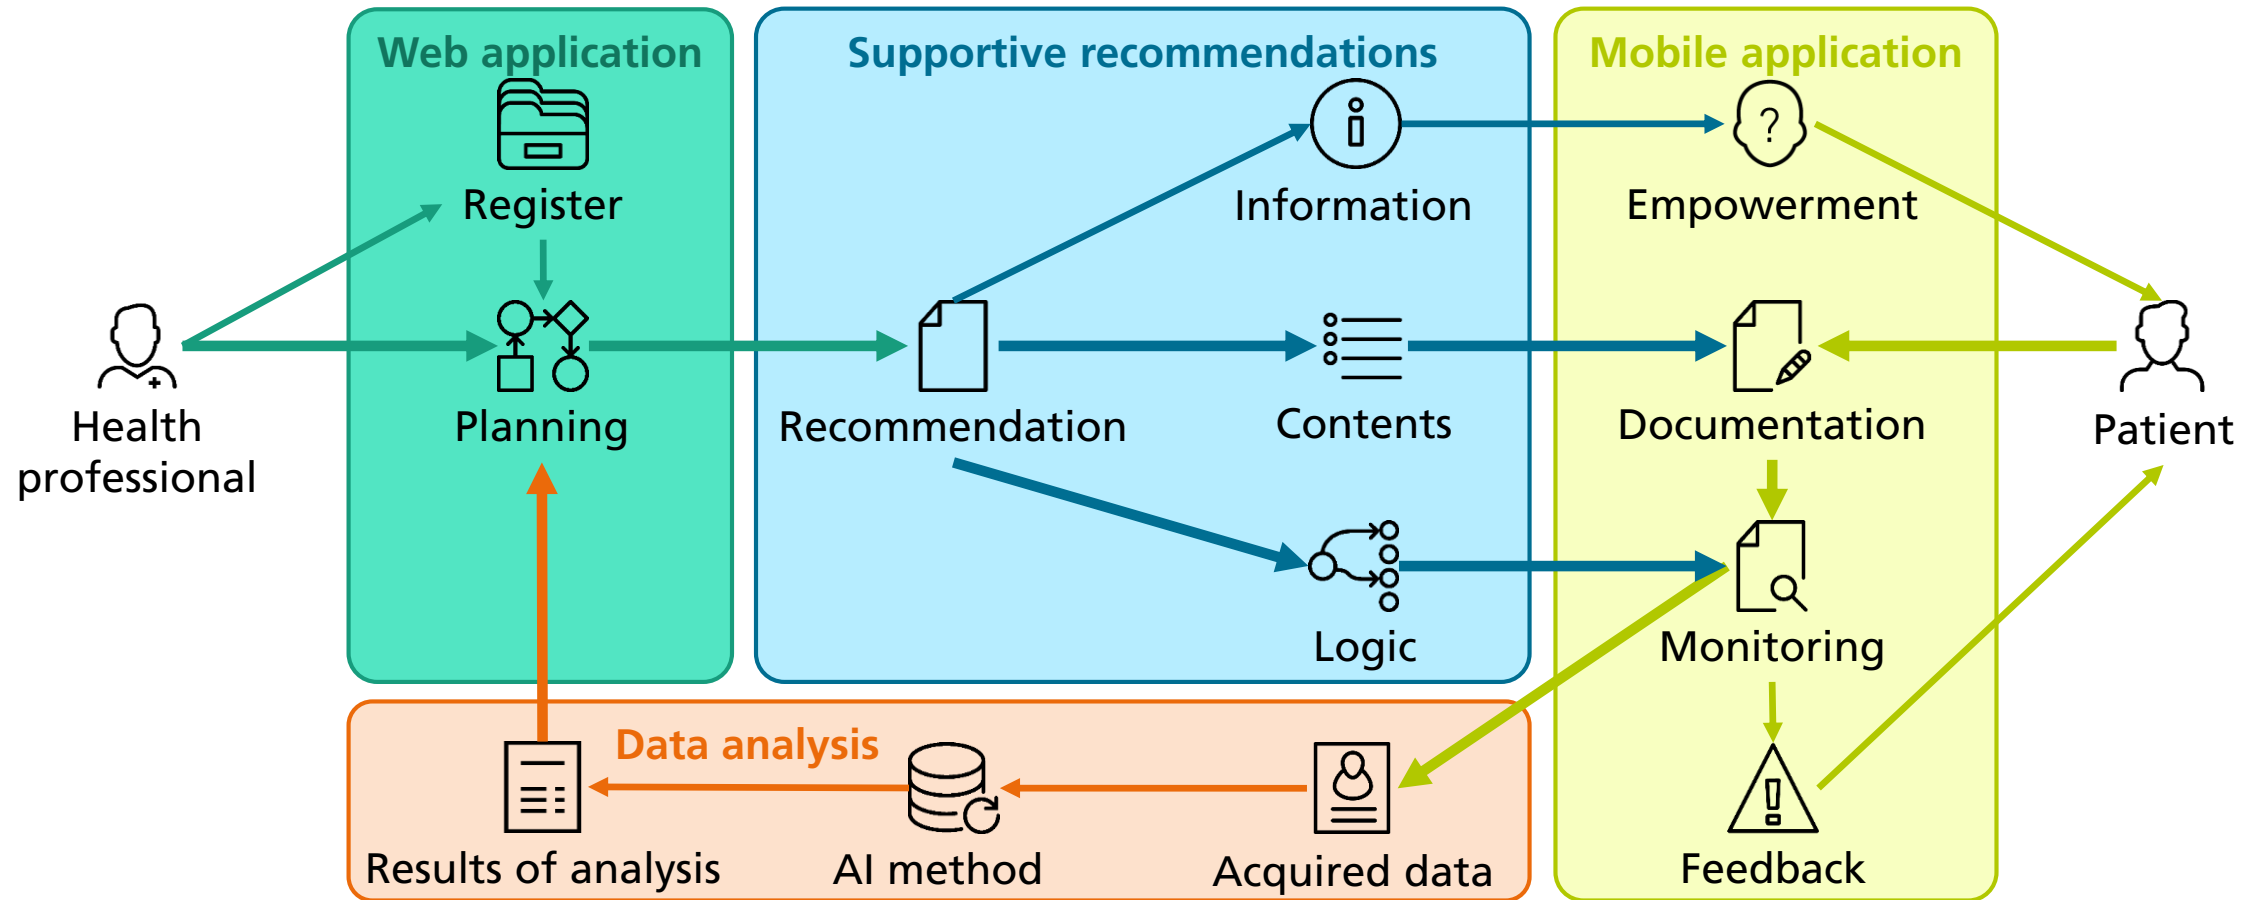 Web application
Supportive recommendations
Mobile application
?
Register
Information
Empowerment
Health
professional
Planning
Recommendation
Contents
Documentation
Patient
Logic
Monitoring
Data analysis
Results of analysis
AI method
Acquired data
Feedback